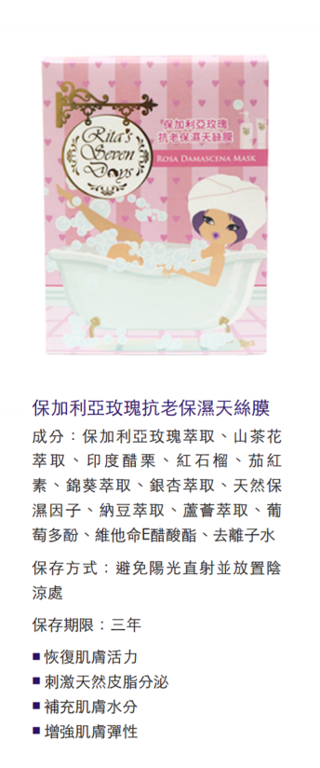 Rita's
Seven
Days
保加利亞玫瑰
抗老保濕天絲膜
ROSA DAMASCENA MASK
保加利亞玫瑰抗老保濕天絲膜
成分：保加利亞玫瑰萃取、山茶花
萃取、印度醋栗、紅石榴、茄紅
素、錦葵萃取、銀杏萃取、天然保
濕因子、納豆萃取、蘆薈萃取、葡
萄多酚、維他命E醋酸酯、去離子水
保存方式：避免陽光直射並放置陰
涼處
保存期限：三年
■ 恢復肌膚活力
■ 刺激天然皮脂分泌
■ 補充肌膚水分
■ 增強肌膚彈性